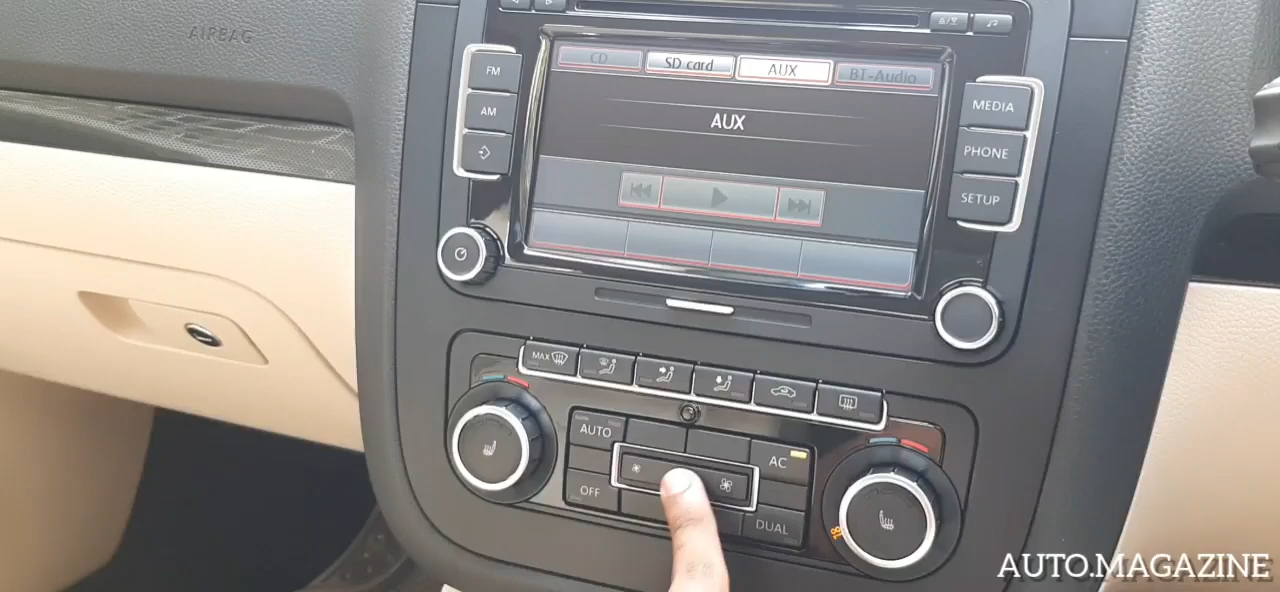 AIRBAG
CD
SD card
AUX
BT-Audio
AUX
FM
AM
MEDIA
PHONE
SETUP
MAX
AUTO
AC
OFF
DUAL
18
AUTO.MAGAZINE